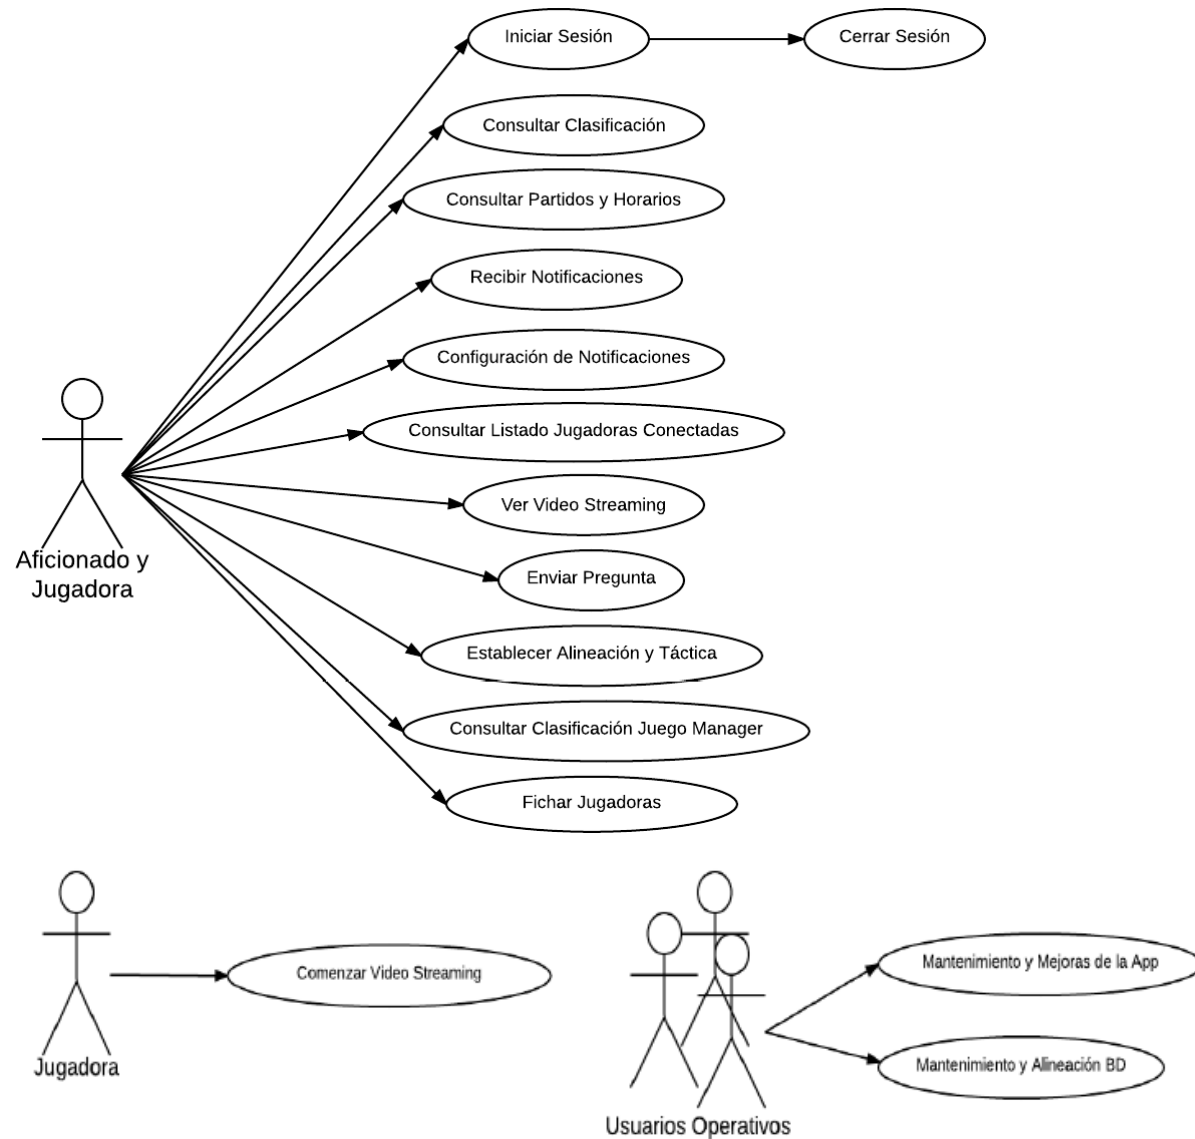 Iniciar Sesión
Cerrar Sesión
Consultar Clasificación
Consultar Partidos y Horarios
Recibir Notificaciones
Configuración de Notificaciones
Consultar Listado Jugadoras Conectadas
Ver Video Streaming
Enviar Pregunta
Aficionado y
Jugadora
Establecer Alineación y Táctica
Consultar Clasificación Juego Manager
Fichar Jugadoras
Comenzar Video Streaming
Jugadora
Mantenimiento y Mejoras de la App
Mantenimiento y Alineación BD
Usuarios Operativos